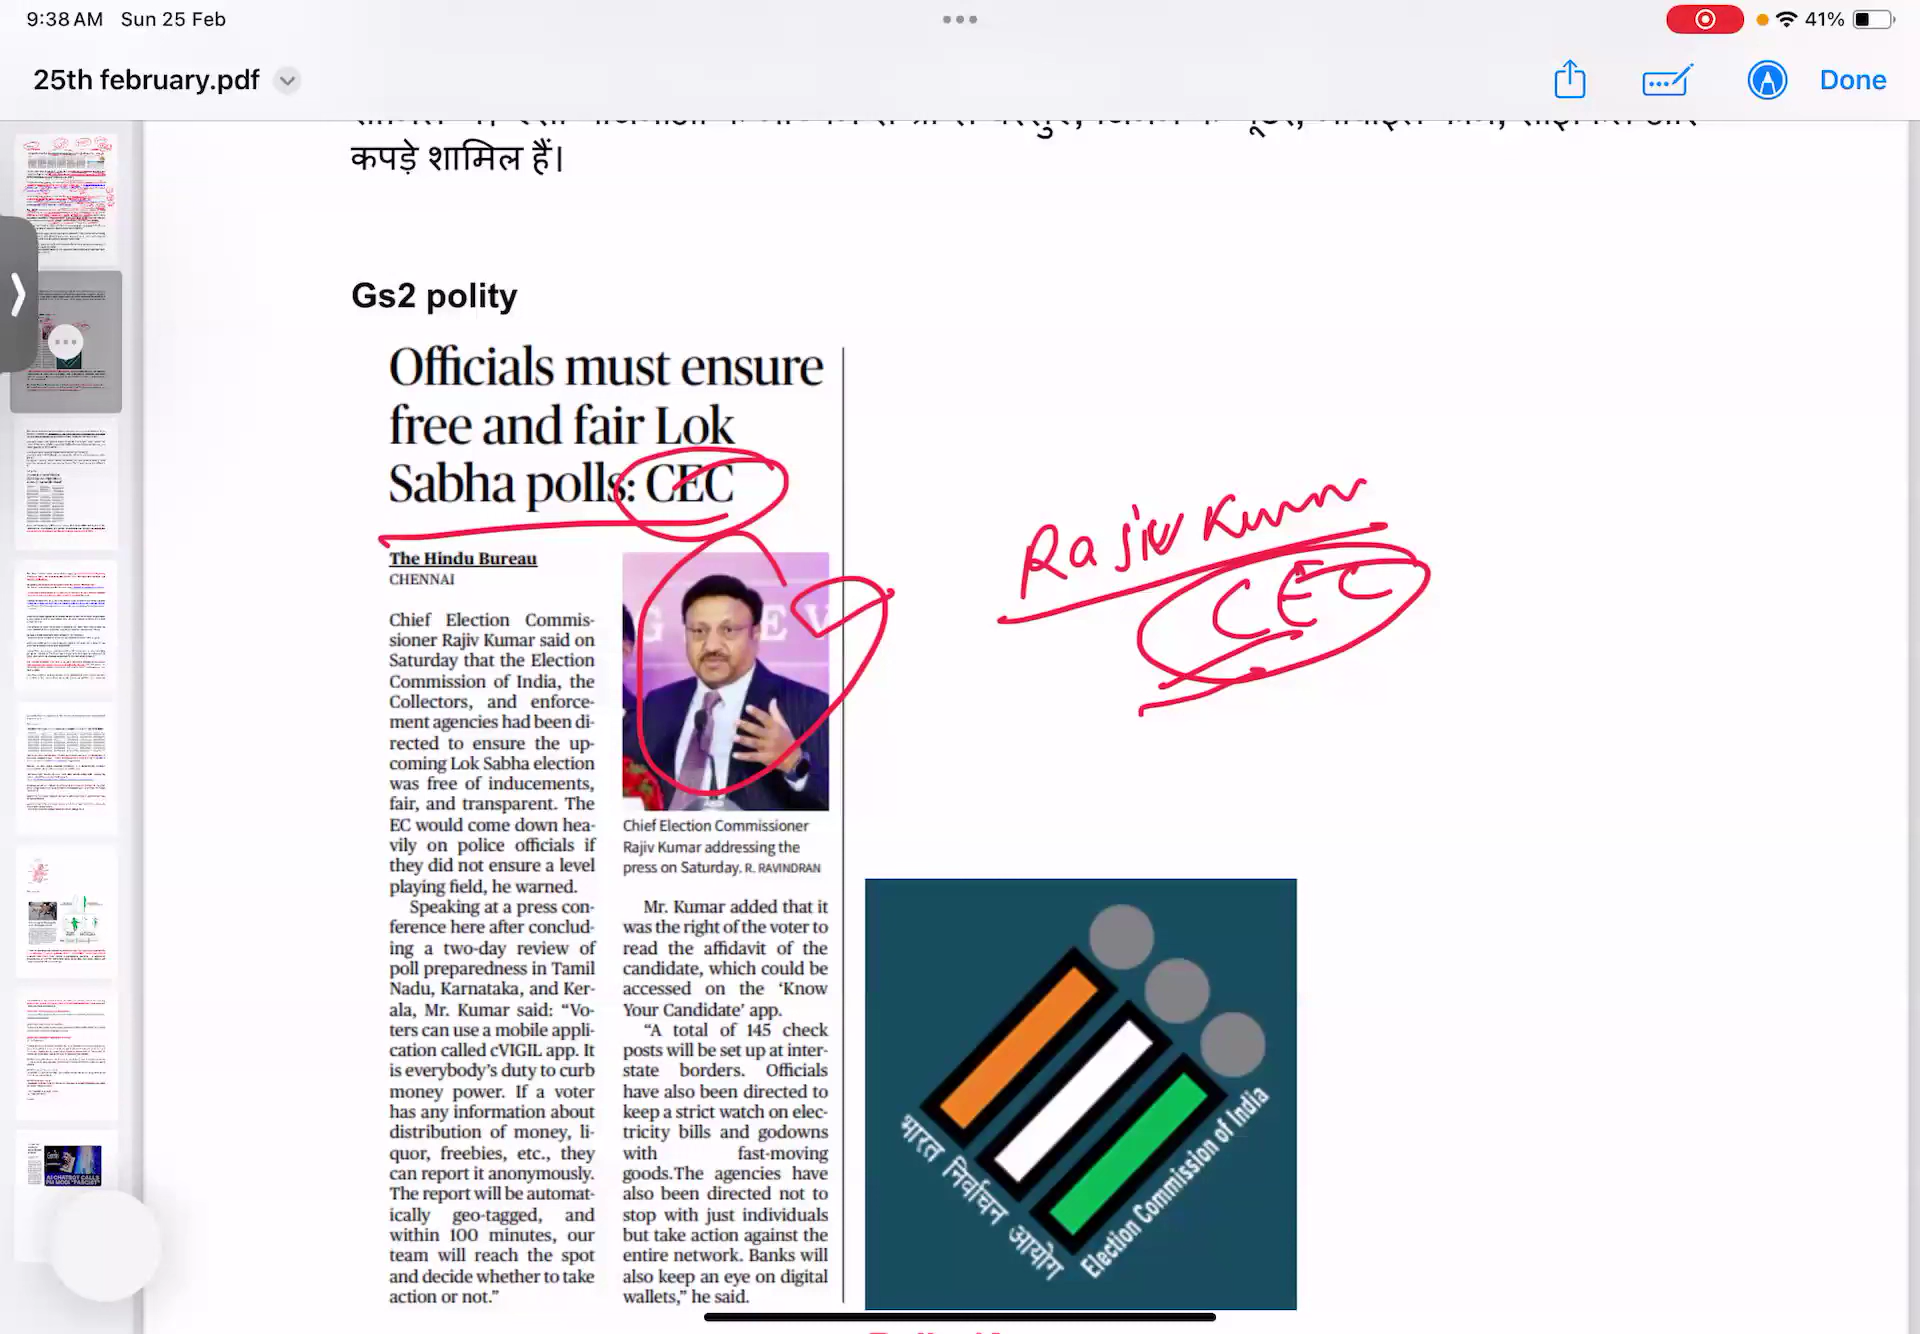 9:38 AM Sun 25 Feb
41%
25th february.pdf
Done
कपड़े शामिल हैं।
Gs2 polity
Officials must ensure
free and fair Lok
Sabha polls: CEC
The Hindu Bureau
CHENNAI
Chief Election Commis-
sioner Rajiv Kumar said on
Saturday that the Election
Commission of India, the
Collectors, and enforce-
ment agencies had been di-
rected to ensure the up-
coming Lok Sabha election
was free of inducements,
fair, and transparent. The
EC would come down hea-
vily on police officials if
they did not ensure a level
playing field, he warned.
Speaking at a press con-
ference here after conclud-
ing a two-day review of
poll preparedness in Tamil
Nadu, Karnataka, and Ker-
ala, Mr. Kumar said: “Vo-
ters can use a mobile appli-
cation called cVIGIL app. It
is everybody’s duty to curb
money power. If a voter
has any information about
distribution of money, li-
quor, freebies, etc., they
can report it anonymously.
The report will be automat-
ically geo-tagged, and
within 100 minutes, our
team will reach the spot
and decide whether to take
action or not.”
Chief Election Commissioner
Rajiv Kumar addressing the
press on Saturday. R. RAVINDRAN
Mr. Kumar added that it
was the right of the voter to
read the affidavit of the
candidate, which could be
accessed on the ‘Know
Your Candidate’ app.
“A total of 145 check
posts will be set up at inter-
state borders. Officials
have also been directed to
keep a strict watch on elec-
tricity bills and godowns
with fast-moving
goods.The agencies have
also been directed not to
stop with just individuals
but take action against the
entire network. Banks will
also keep an eye on digital
wallets,” he said.
Rajiv Kumar
CEC
भारत निर्वाचन आयोग
Election Commission of India